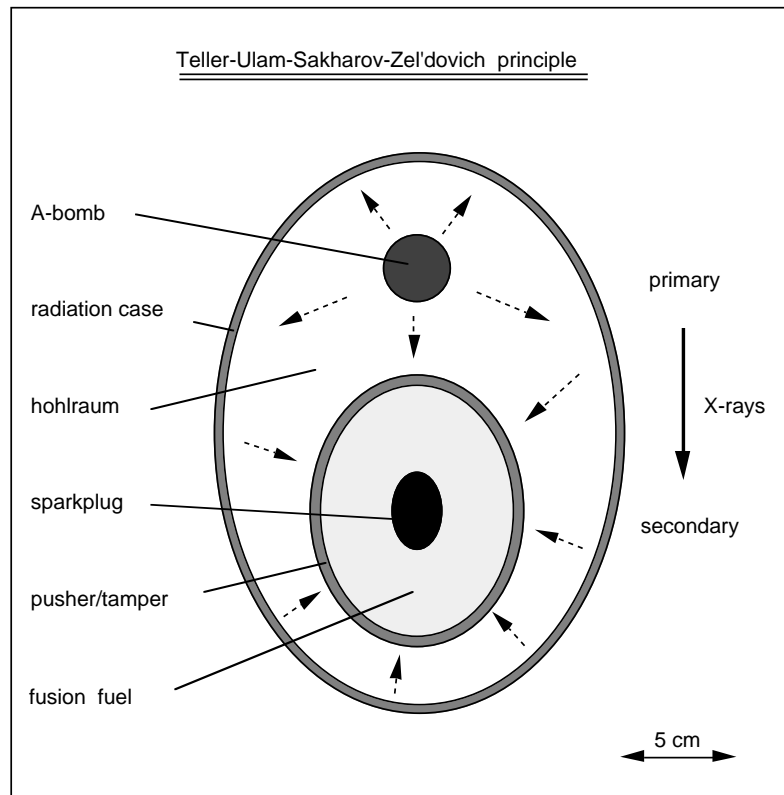 Teller-Ulam-Sakharov-Zel'dovich principle
A-bomb
radiation case
hohlraum
sparkplug
pusher/tamper
fusion fuel
primary
X-rays
secondary
5 cm